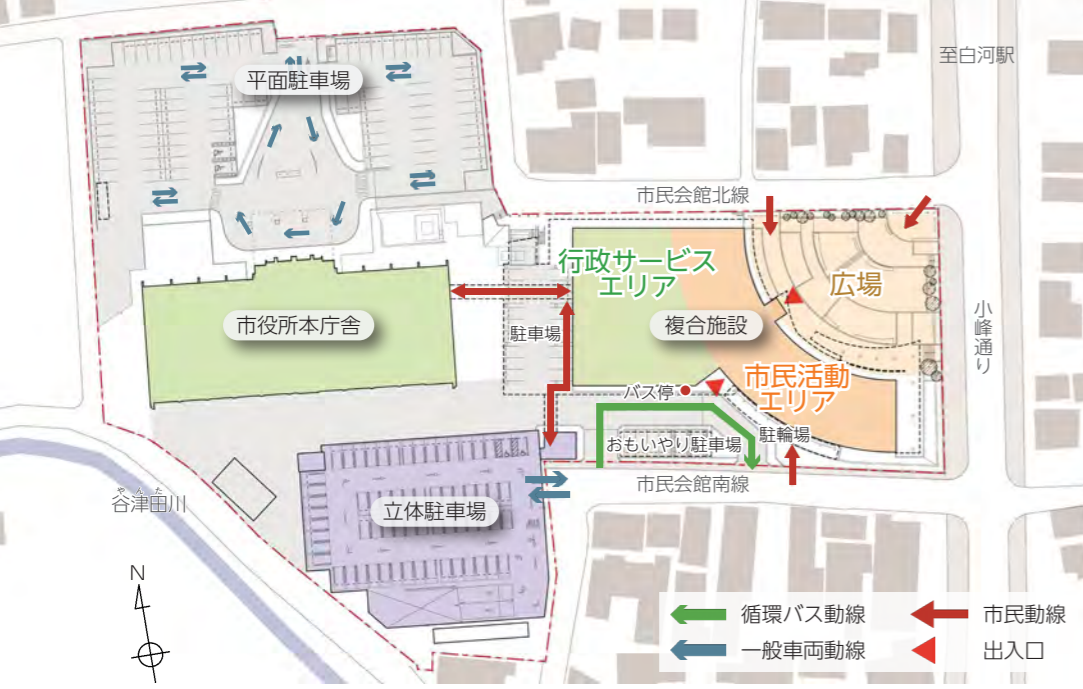 至白河駅
平面駐車場
市民会館北線
行政サービス
エリア
広場
市役所本庁舎
駐車場
複合施設
小峰通り
市民活動
エリア
バス停
おもいやり駐車場
駐輪場
市民会館南線
やんた
谷津田川
立体駐車場
N
循環バス動線
市民動線
一般車両動線
出入口